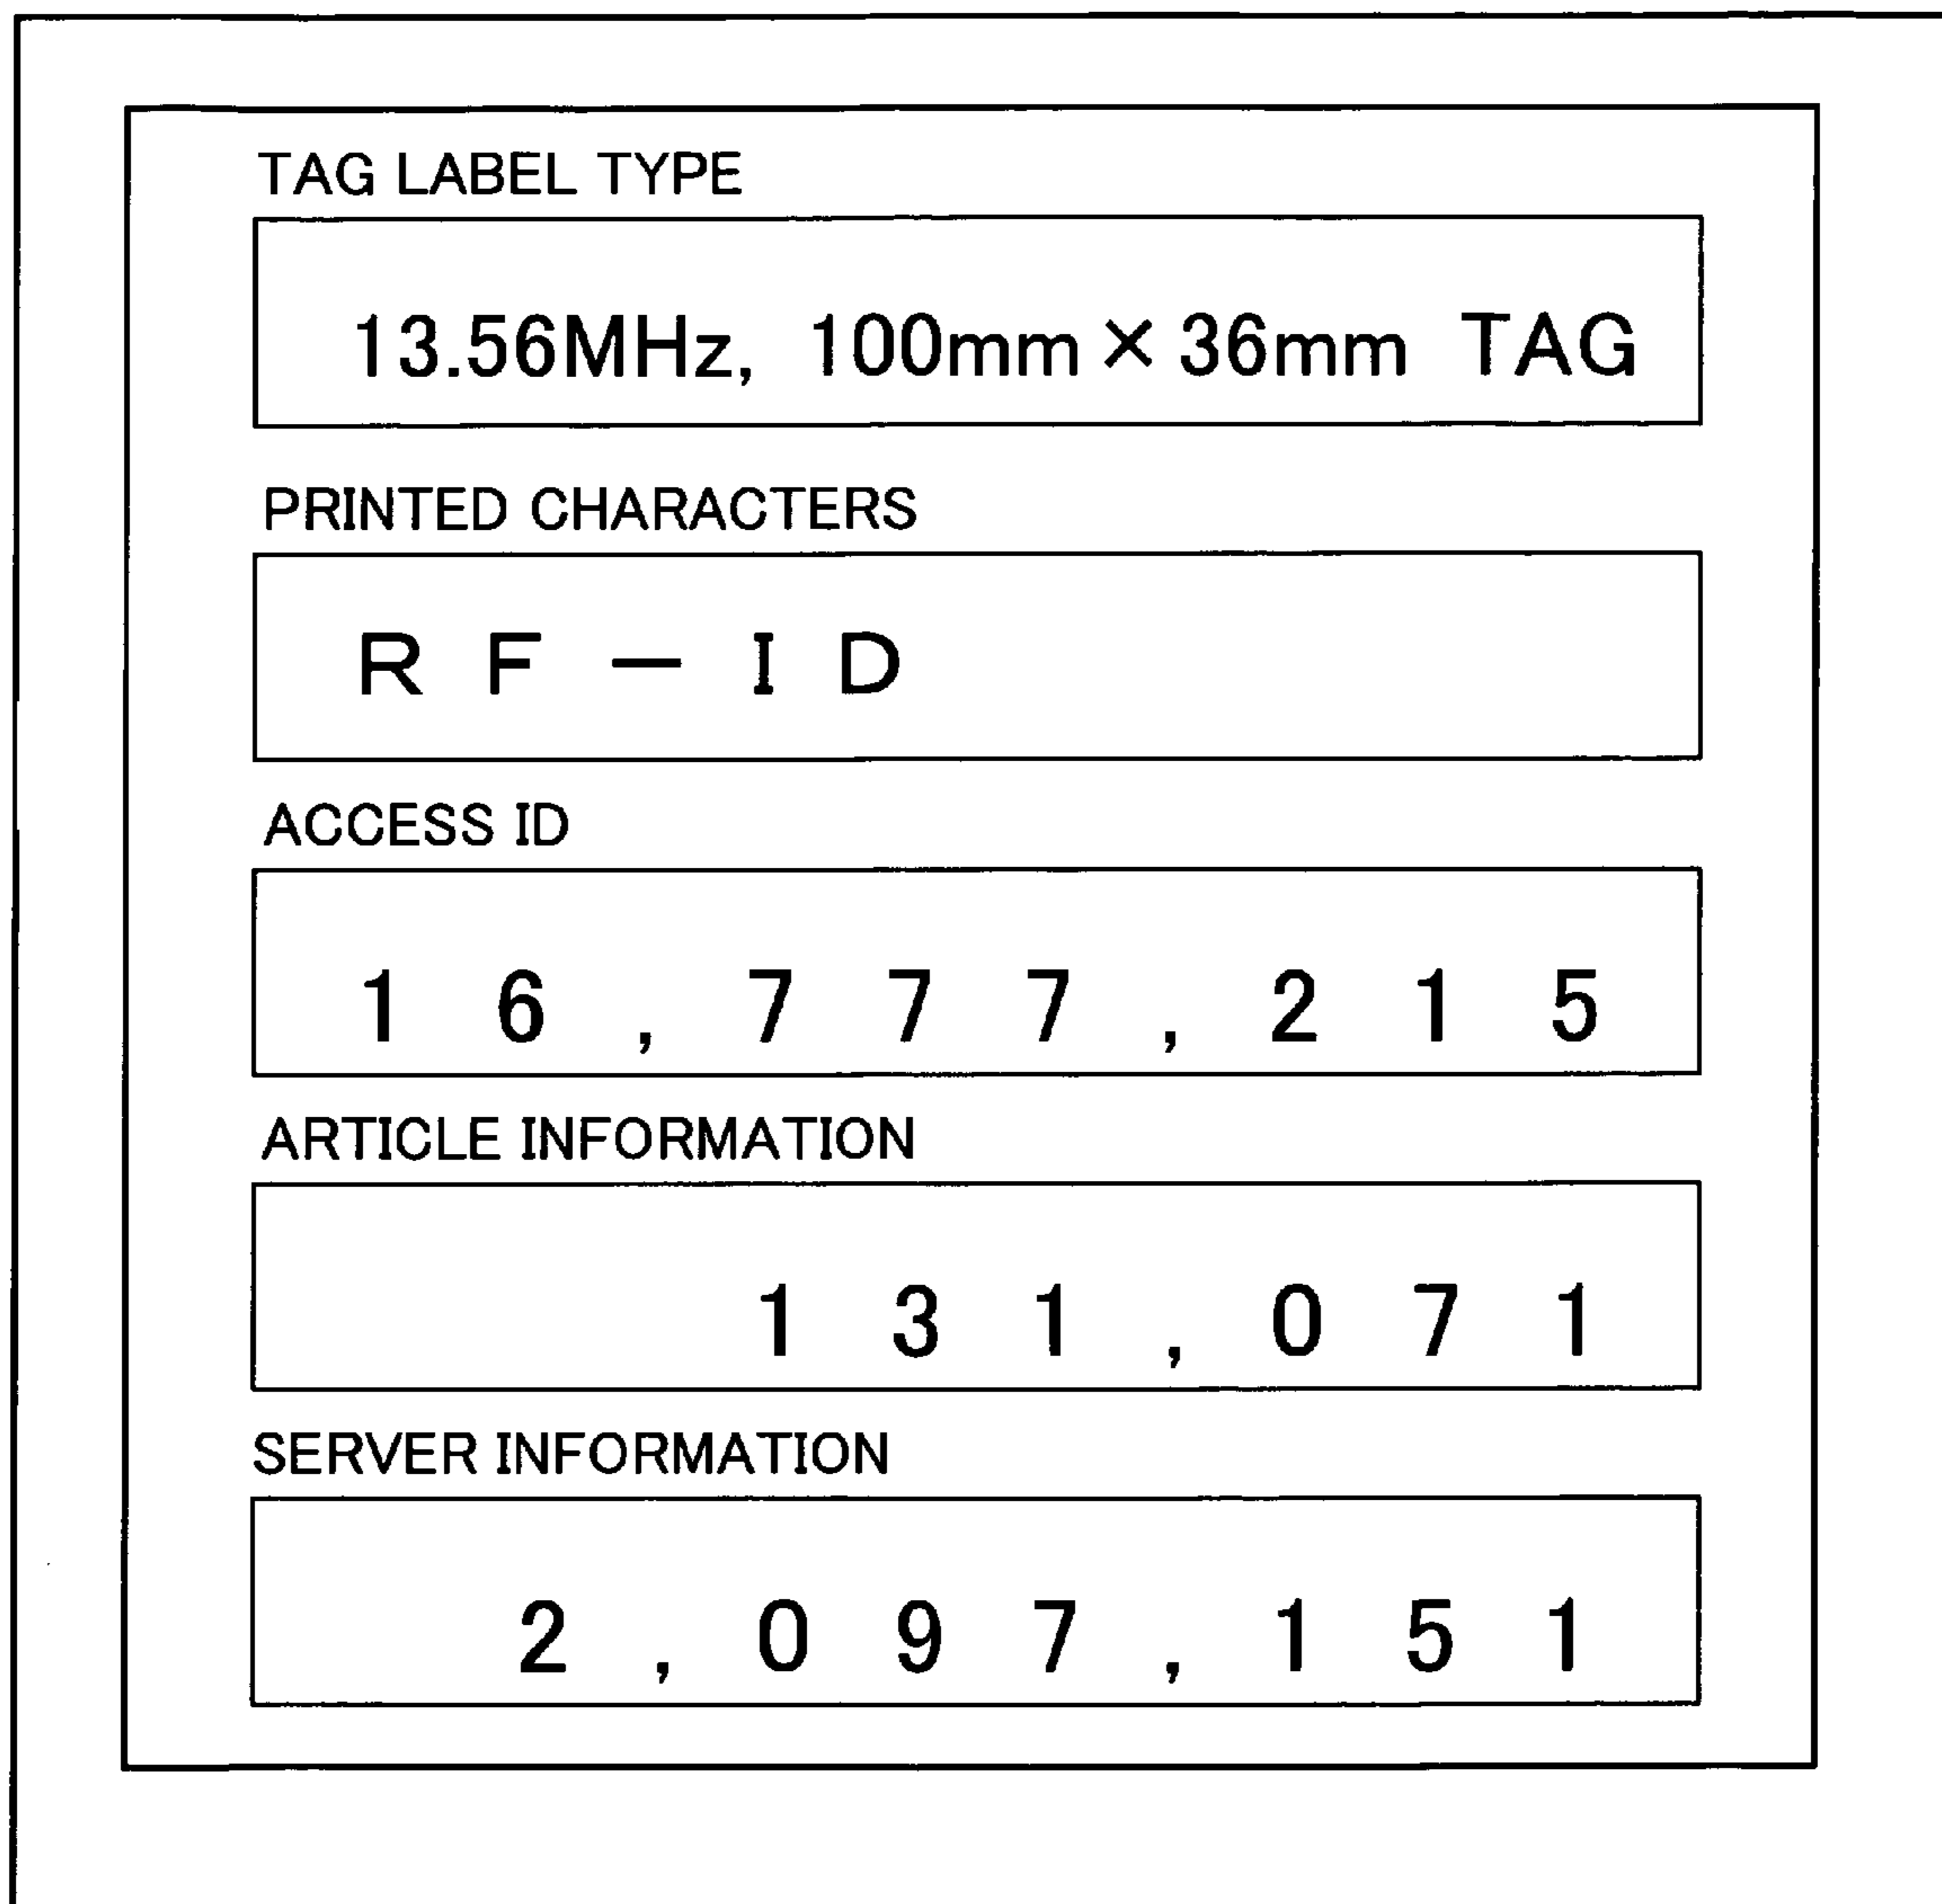 TAG LABEL TYPE
13.56MHz, 100mm×36mm TAG
PRINTED CHARACTERS
RF-ID
ACCESS ID
16,777,215
ARTICLE INFORMATION
131,071
SERVER INFORMATION
2,097,151